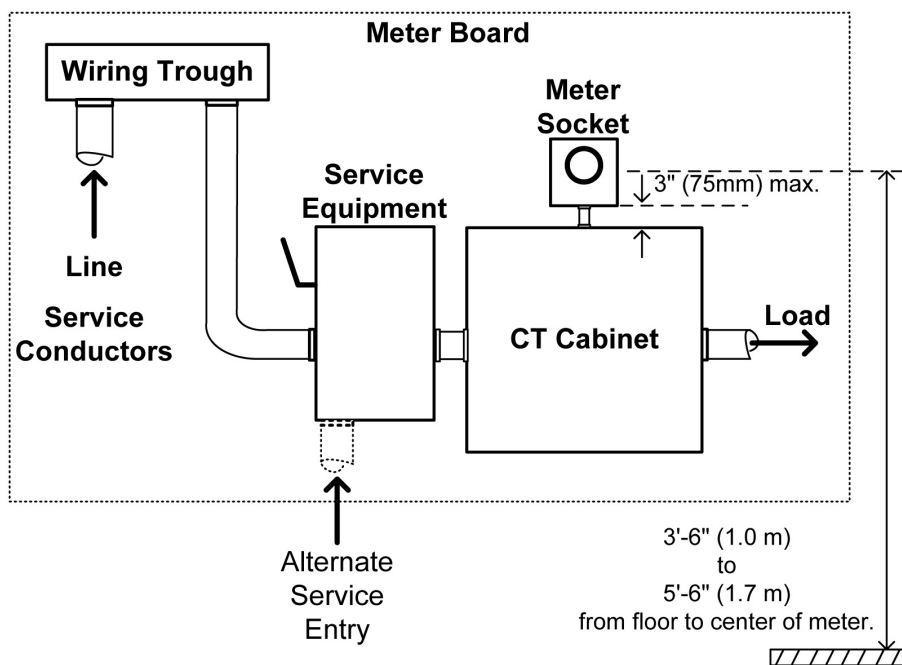 Meter Board
Wiring Trough
Meter
Socket
3" (75mm) max.
Service
Equipment
Line
Service
Conductors
CT Cabinet
Load
Alternate
Service
Entry
3'-6" (1.0 m)
to
5'-6" (1.7 m)
from floor to center of meter.